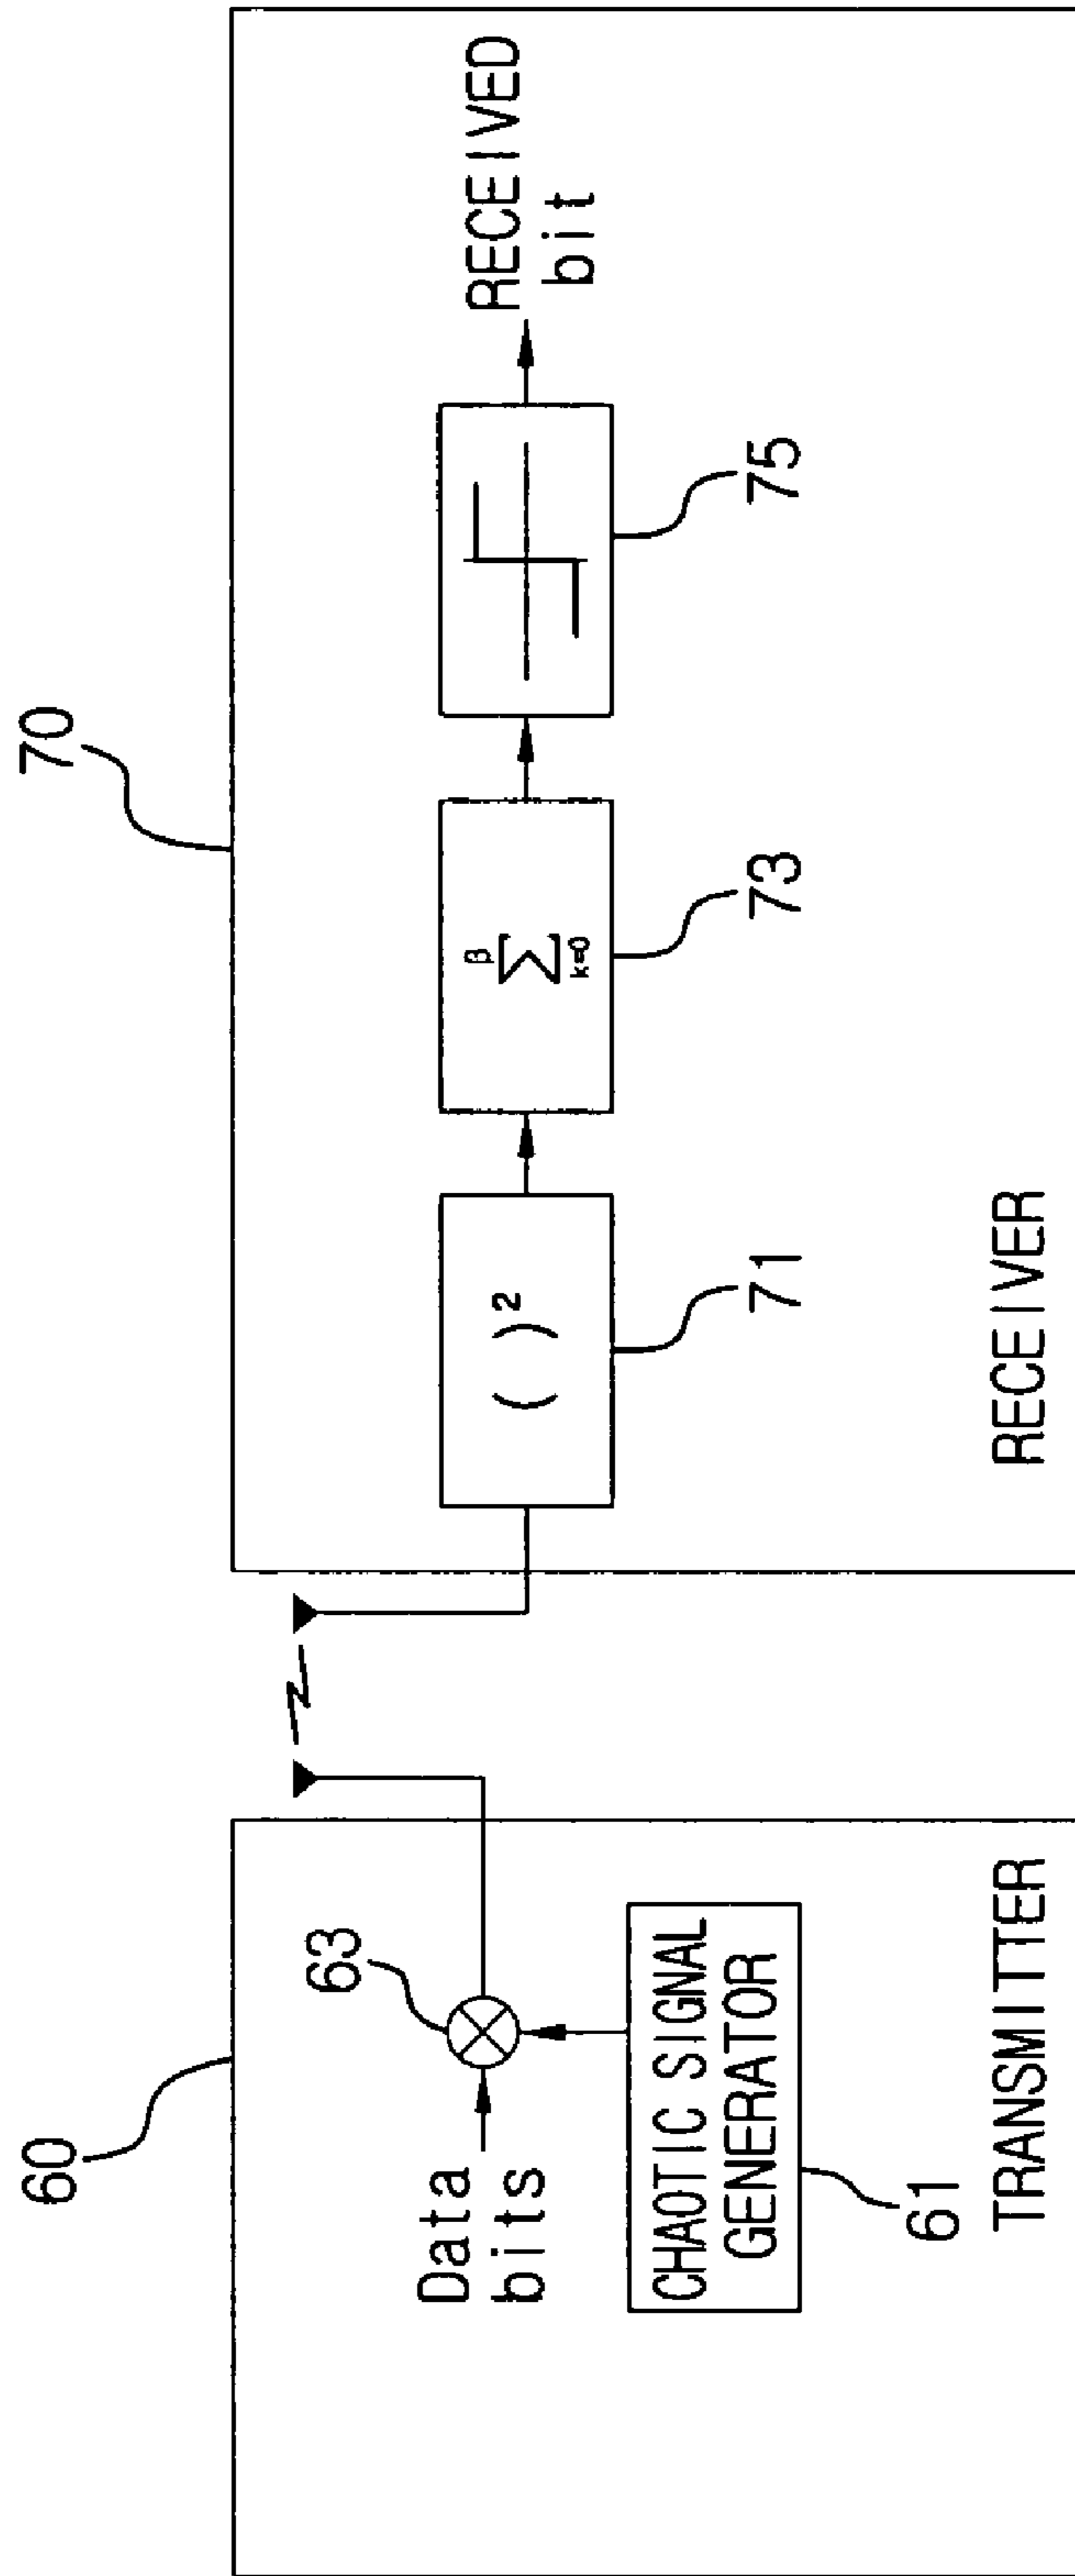 60
63
Data
bits
CHAOTIC SIGNAL
GENERATOR
61
TRANSMITTER
70
( )²
71
β
∑
k=0
73
75
RECEIVED
bit
RECEIVER